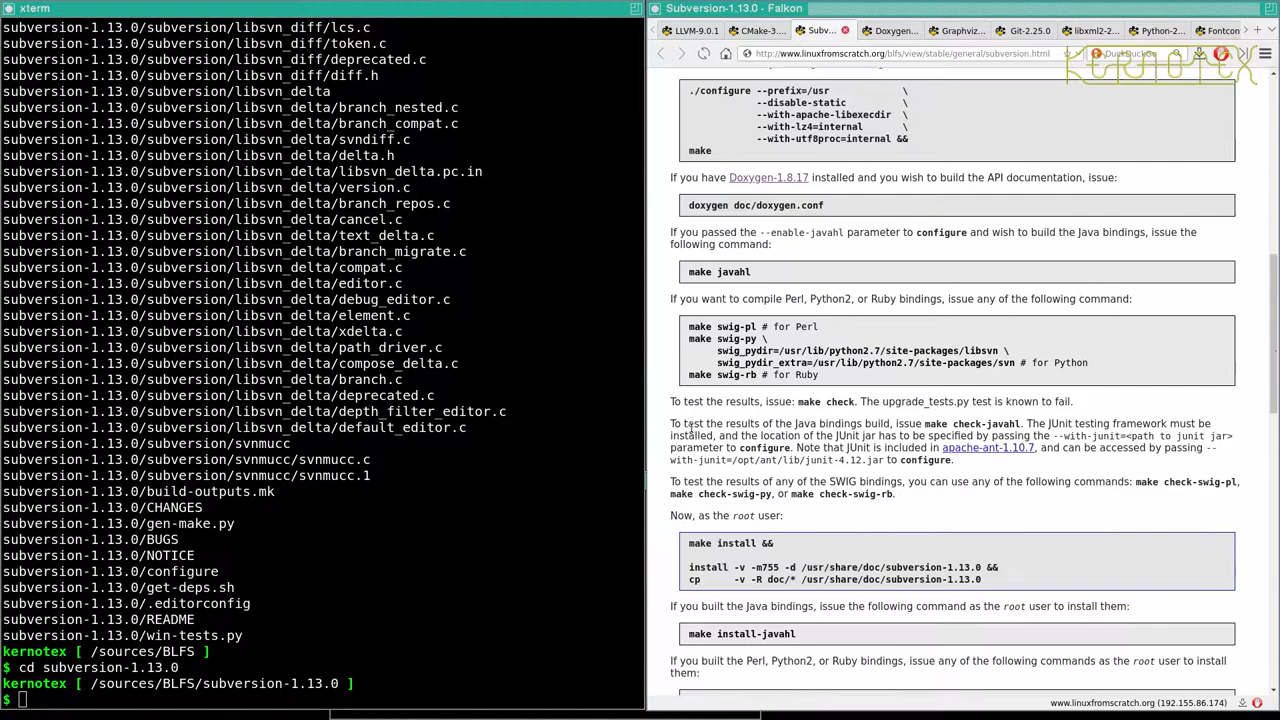 xterm
subversion-1.13.0/subversion/libsvn_diff/lcs.c
subversion-1.13.0/subversion/libsvn_diff/token.c
subversion-1.13.0/subversion/libsvn_diff/deprecated.c
subversion-1.13.0/subversion/libsvn_diff/diff.h
subversion-1.13.0/subversion/libsvn_delta
subversion-1.13.0/subversion/libsvn_delta/branch_nested.c
subversion-1.13.0/subversion/libsvn_delta/branch_compat.c
subversion-1.13.0/subversion/libsvn_delta/svndiff.c
subversion-1.13.0/subversion/libsvn_delta/delta.h
subversion-1.13.0/subversion/libsvn_delta/libsvn_delta.pc.in
subversion-1.13.0/subversion/libsvn_delta/version.c
subversion-1.13.0/subversion/libsvn_delta/branch_repos.c
subversion-1.13.0/subversion/libsvn_delta/cancel.c
subversion-1.13.0/subversion/libsvn_delta/text_delta.c
subversion-1.13.0/subversion/libsvn_delta/branch_migrate.c
subversion-1.13.0/subversion/libsvn_delta/compat.c
subversion-1.13.0/subversion/libsvn_delta/editor.c
subversion-1.13.0/subversion/libsvn_delta/debug_editor.c
subversion-1.13.0/subversion/libsvn_delta/element.c
subversion-1.13.0/subversion/libsvn_delta/xdelta.c
subversion-1.13.0/subversion/libsvn_delta/path_driver.c
subversion-1.13.0/subversion/libsvn_delta/compose_delta.c
subversion-1.13.0/subversion/libsvn_delta/branch.c
subversion-1.13.0/subversion/libsvn_delta/deprecated.c
subversion-1.13.0/subversion/libsvn_delta/depth_filter_editor.c
subversion-1.13.0/subversion/libsvn_delta/default_editor.c
subversion-1.13.0/subversion/svnmucc
subversion-1.13.0/subversion/svnmucc/svnmucc.c
subversion-1.13.0/subversion/svnmucc/svnmucc.1
subversion-1.13.0/build-outputs.mk
subversion-1.13.0/CHANGES
subversion-1.13.0/gen-make.py
subversion-1.13.0/BUGS
subversion-1.13.0/NOTICE
subversion-1.13.0/configure
subversion-1.13.0/get-deps.sh
subversion-1.13.0/.editorconfig
subversion-1.13.0/README
subversion-1.13.0/win-tests.py
kernotex [ /sources/BLFS ]
$ cd subversion-1.13.0
kernotex [ /sources/BLFS/subversion-1.13.0 ]
$
Subversion-1.13.0 - Falkon
LLVM-9.0.1 CMake-3.... Subv... Doxygen... Graphviz... Git-2.25.0 libxml2-... Python-2... Fontcon
http://www.linuxfromscratch.org/blfs/view/stable/general/subversion.html DuckDuckGo
KERNOTEX
./configure --prefix=/usr \
--disable-static \
--with-apache-libexecdir \
--with-lz4=internal \
--with-utf8proc=internal &&
make
If you have Doxygen-1.8.17 installed and you wish to build the API documentation, issue:
doxygen doc/doxygen.conf
If you passed the --enable-javahl parameter to configure and wish to build the Java bindings, issue the
following command:
make javahl
If you want to compile Perl, Python2, or Ruby bindings, issue any of the following command:
make swig-pl # for Perl
make swig-py \
swig_pydir=/usr/lib/python2.7/site-packages/libsvn \
swig_pydir_extra=/usr/lib/python2.7/site-packages/svn # for Python
make swig-rb # for Ruby
To test the results, issue: make check. The upgrade_tests.py test is known to fail.
To test the results of the Java bindings build, issue make check-javahl. The JUnit testing framework must be
installed, and the location of the JUnit jar has to be specified by passing the --with-junit=<path to junit jar>
parameter to configure. Note that JUnit is included in apache-ant-1.10.7, and can be accessed by passing --
with-junit=/opt/ant/lib/junit-4.12.jar to configure.
To test the results of any of the SWIG bindings, you can use any of the following commands: make check-swig-pl,
make check-swig-py, or make check-swig-rb.
Now, as the root user:
make install &&
install -v -m755 -d /usr/share/doc/subversion-1.13.0 &&
cp -v -R doc/* /usr/share/doc/subversion-1.13.0
If you built the Java bindings, issue the following command as the root user to install them:
make install-javahl
If you built the Perl, Python2, or Ruby bindings, issue any of the following commands as the root user to install
them:
www.linuxfromscratch.org (192.155.86.174)